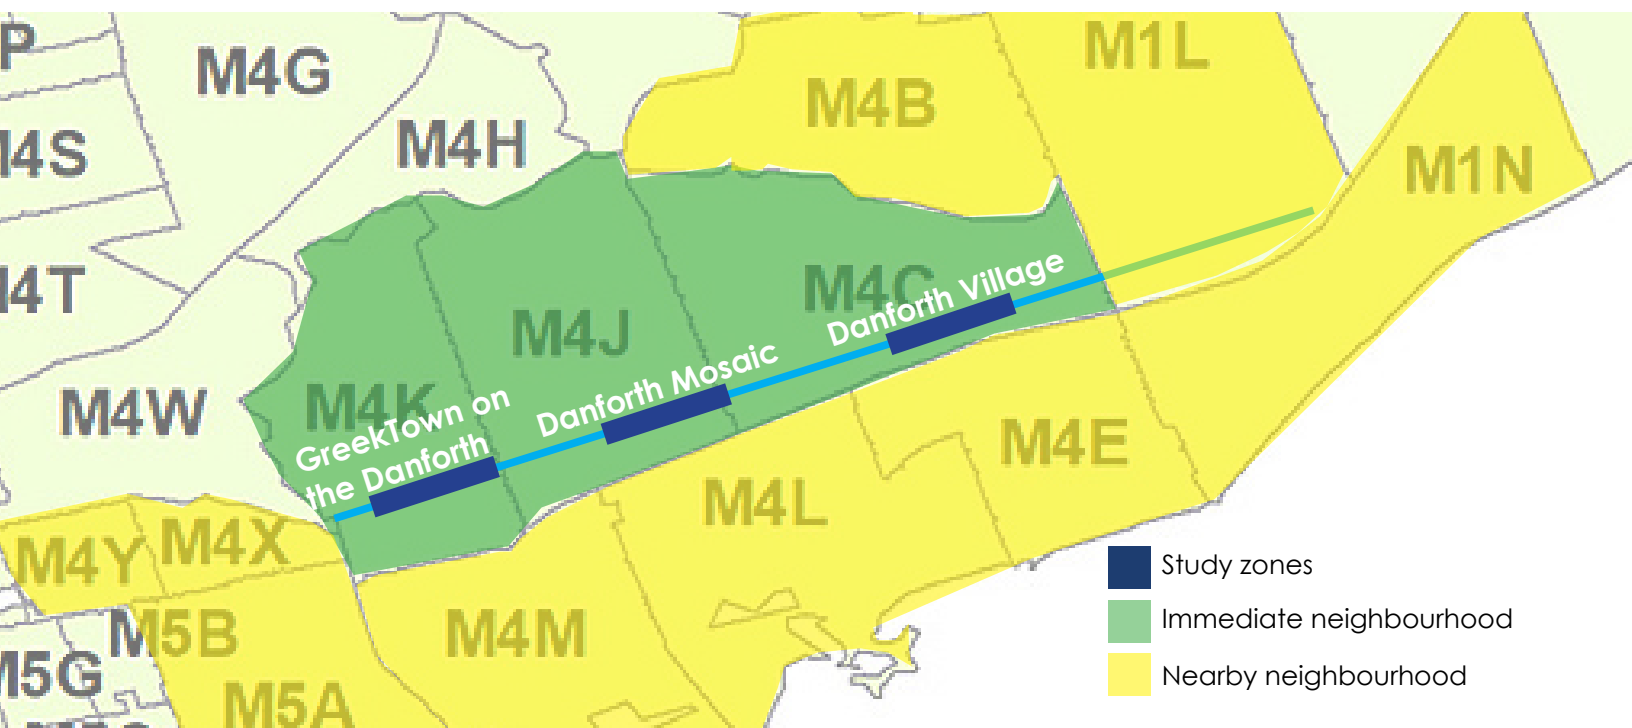 P
M4G
M1L
M4B
M4S
M4H
M1N
M4T
M4C
Danforth Village
M4J
M4W
M4K
Danforth Mosaic
GreekTown on
the Danforth
M4E
M4L
M4Y
M4X
M5B
M4M
M5G
M5A
Study zones
Immediate neighbourhood
Nearby neighbourhood